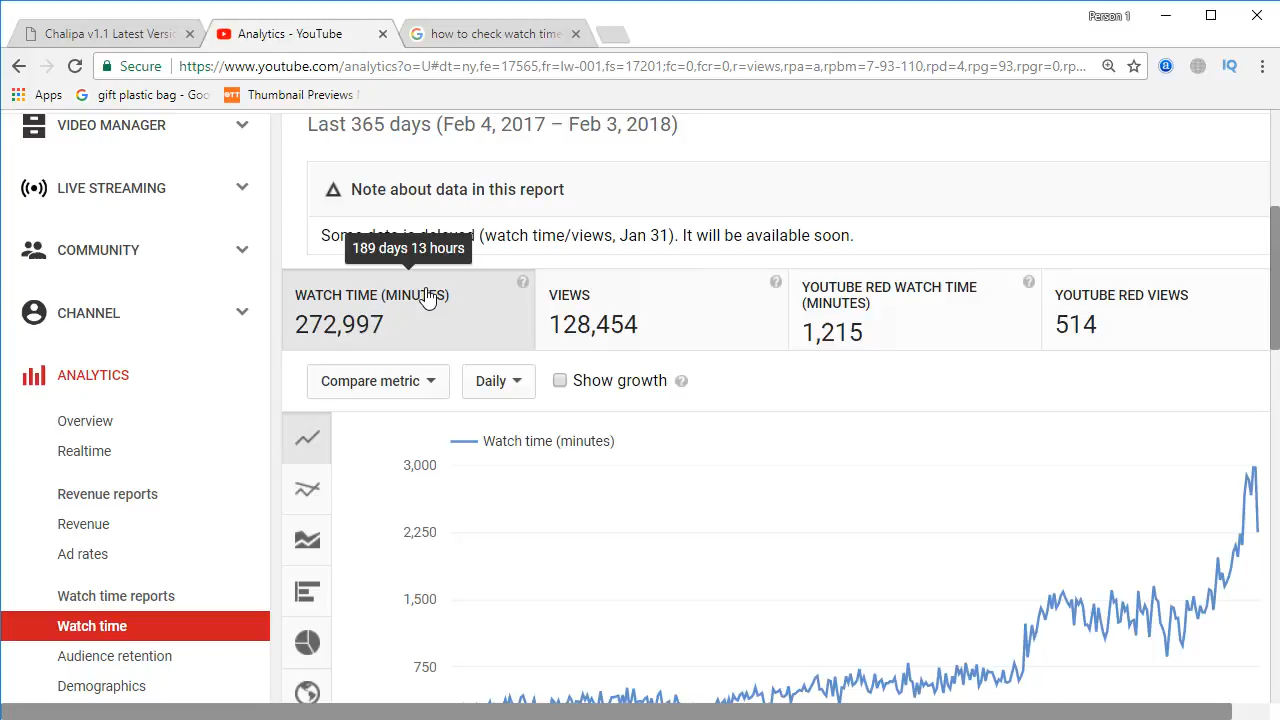 Person 1
Chalipa v1.1 Latest Versic
Analytics - YouTube
how to check watch time
Secure
https://www.youtube.com/analytics?o=U#dt=ny,fe=17565,fr=lw-001,fs=17201;fc=0,fcr=0,r=views,rpa=a,rpbm=7-93-110,rpd=4,rpg=93,rpgr=0,rp...
Apps
gift plastic bag - Goo
Thumbnail Previews
VIDEO MANAGER
LIVE STREAMING
COMMUNITY
CHANNEL
ANALYTICS
Overview
Realtime
Revenue reports
Revenue
Ad rates
Watch time reports
Watch time
Audience retention
Demographics
Last 365 days (Feb 4, 2017 – Feb 3, 2018)
Note about data in this report
Some data is delayed (watch time/views, Jan 31). It will be available soon.
189 days 13 hours
WATCH TIME (MINUTES)
272,997
VIEWS
128,454
YOUTUBE RED WATCH TIME
(MINUTES)
1,215
YOUTUBE RED VIEWS
514
Compare metric
Daily
Show growth
Watch time (minutes)
3,000
2,250
1,500
750